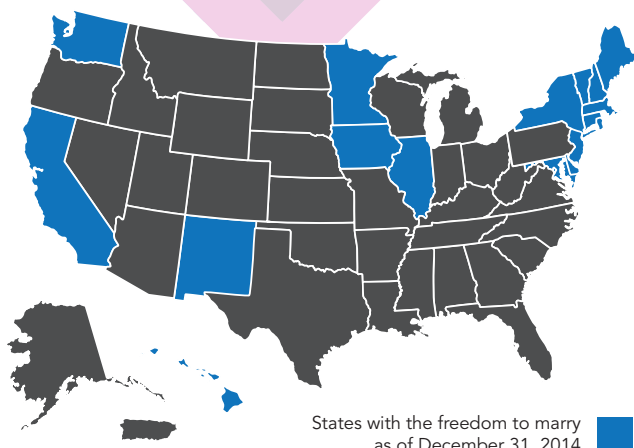 States with the freedom to marry
as of December 31, 2014